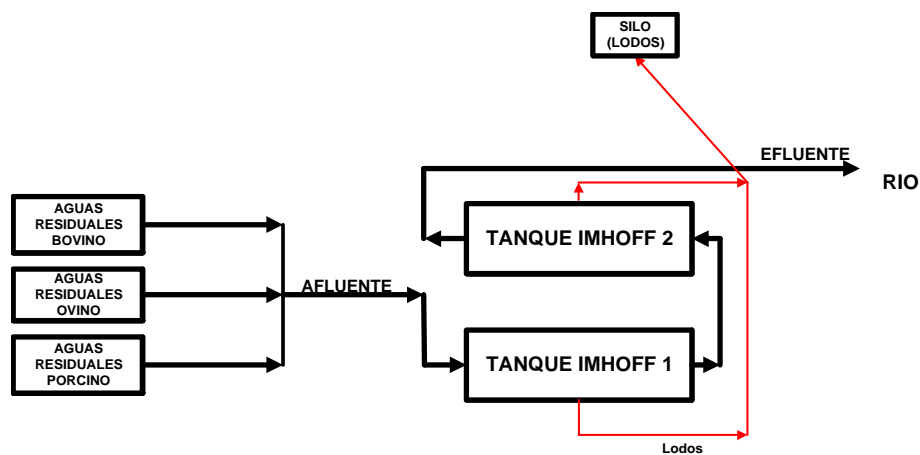 SILO
(LODOS)
EFLUENTE
RIO
AGUAS
RESIDUALES
BOVINO
TANQUE IMHOFF 2
AGUAS
RESIDUALES
OVINO
AFLUENTE
AGUAS
RESIDUALES
PORCINO
TANQUE IMHOFF 1
Lodos